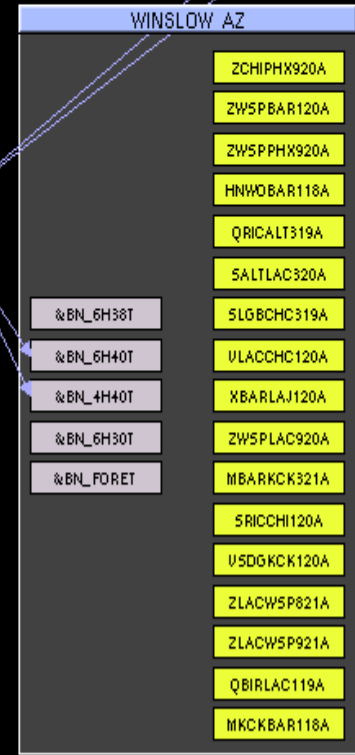 WINSLOW AZ
ZCHIPHX920A
ZWSPBAR120A
ZWSPPHX920A
HNWOBAR118A
QRICALT319A
SALTLAC320A
&BN_6H38T SLGBCHC319A
&BN_6H40T VLACCHC120A
&BN_4H40T XBARLAJ120A
&BN_6H30T ZWSPLAC920A
&BN_FORET MBARKCK321A
SRICCHI120A
VSDGKCK120A
ZLACWSP821A
ZLACWSP921A
QBIRLAC119A
MKCKBAR118A